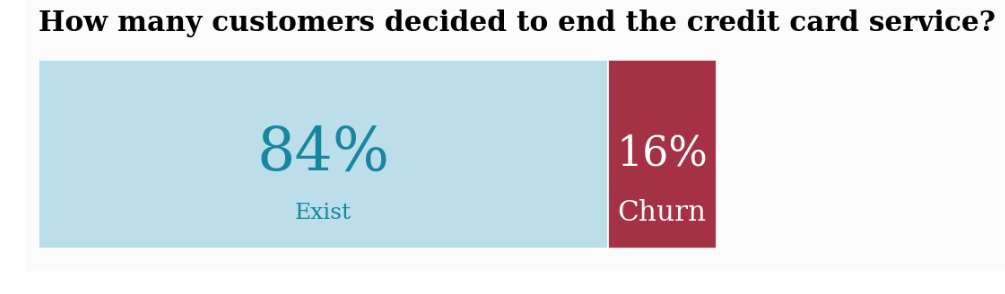 How many customers decided to end the credit card service?
84%
16%
Exist
Churn